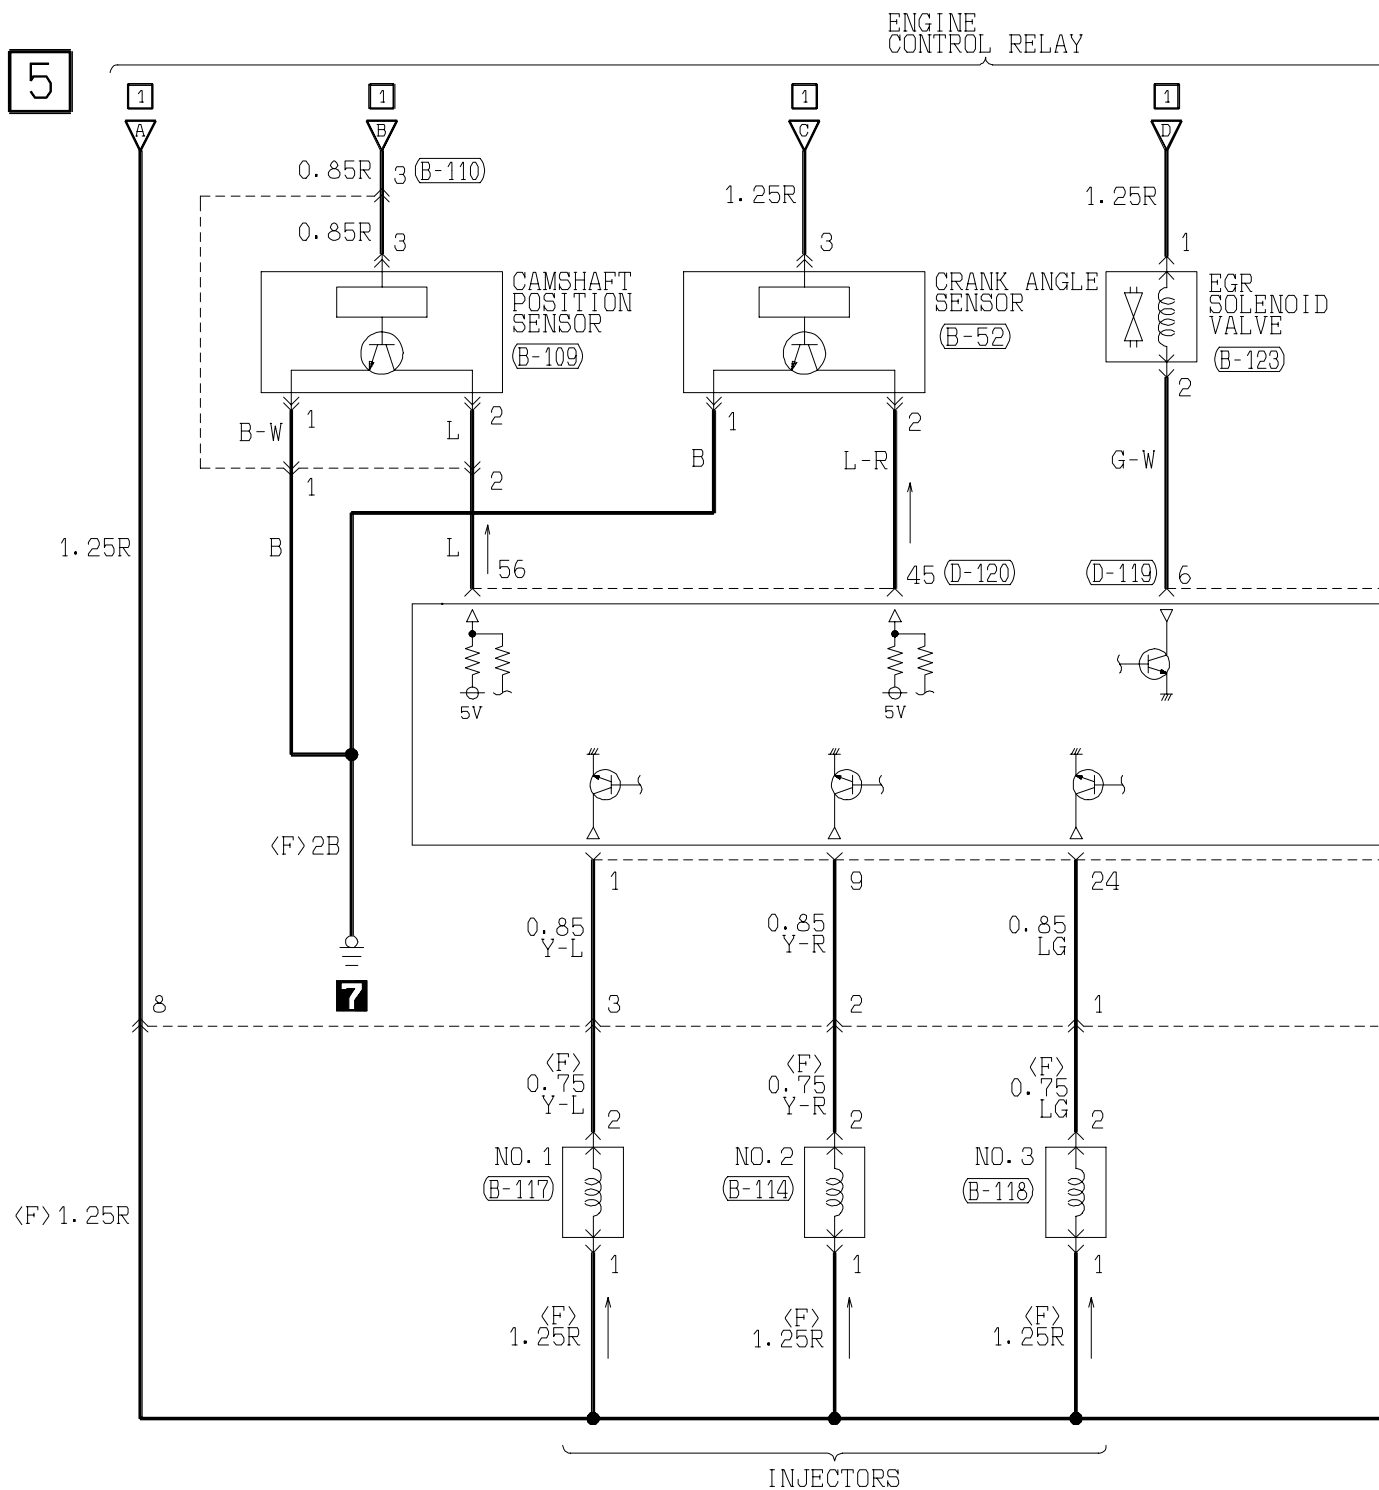 ENGINE
CONTROL RELAY
5
1 1 1 1
A B C D
0.85R 3 (B-110)
1.25R
1.25R
0.85R 3
3
1
CAMSHAFT
POSITION
SENSOR
(B-109)
CRANK ANGLE
SENSOR
(B-52)
EGR
SOLENOID
VALVE
(B-123)
1 2 1 2 2
B-W L
B L-R G-W
1 2
1.25R B L
56 45 (D-120) (D-119) 6
5V 5V
<F>2B
1 9 24
0.85
Y-L
0.85
Y-R
0.85
LG
7
8 3 2 1
<F>
0.75
Y-L
<F>
0.75
Y-R
<F>
0.75
LG
2 2 2
NO.1
(B-117)
NO.2
(B-114)
NO.3
(B-118)
<F>1.25R
1 1 1
<F>
1.25R
<F>
1.25R
<F>
1.25R
INJECTORS